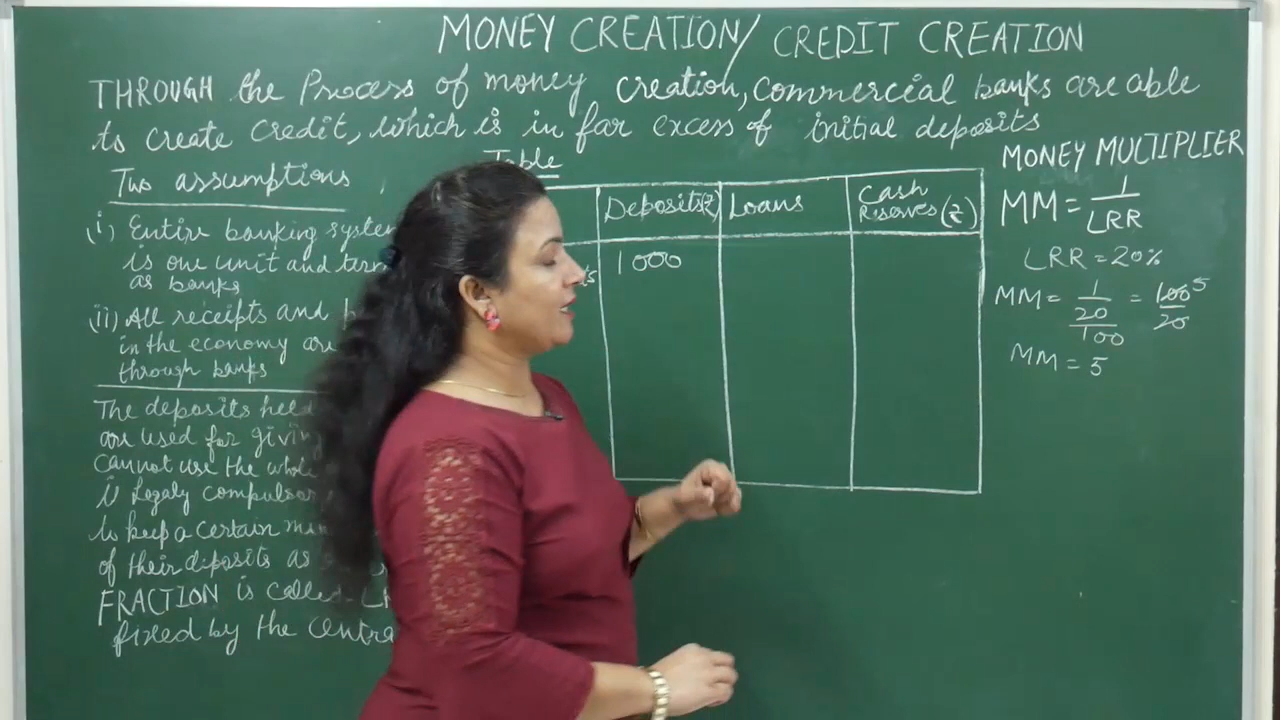 MONEY CREATION/ CREDIT CREATION
THROUGH the Process of money creation, commercial banks are able
to create credit, which is in far excess of initial deposits
Two assumptions
(i) Entire banking system
is one unit and
as banks
(ii) All receipts and
in the economy are
through banks
The deposits held
are used for giving
cannot use the whole
is legaly compulsory
to keep a certain
of their deposits as
FRACTION is called
fixed by the
Table
Deposits(₹) Loans Cash
Reserves (₹)
1000
MONEY MULTIPLIER
MM = 1/LRR
LRR = 20%
MM = 1/20/100 = 100/20 5
MM = 5